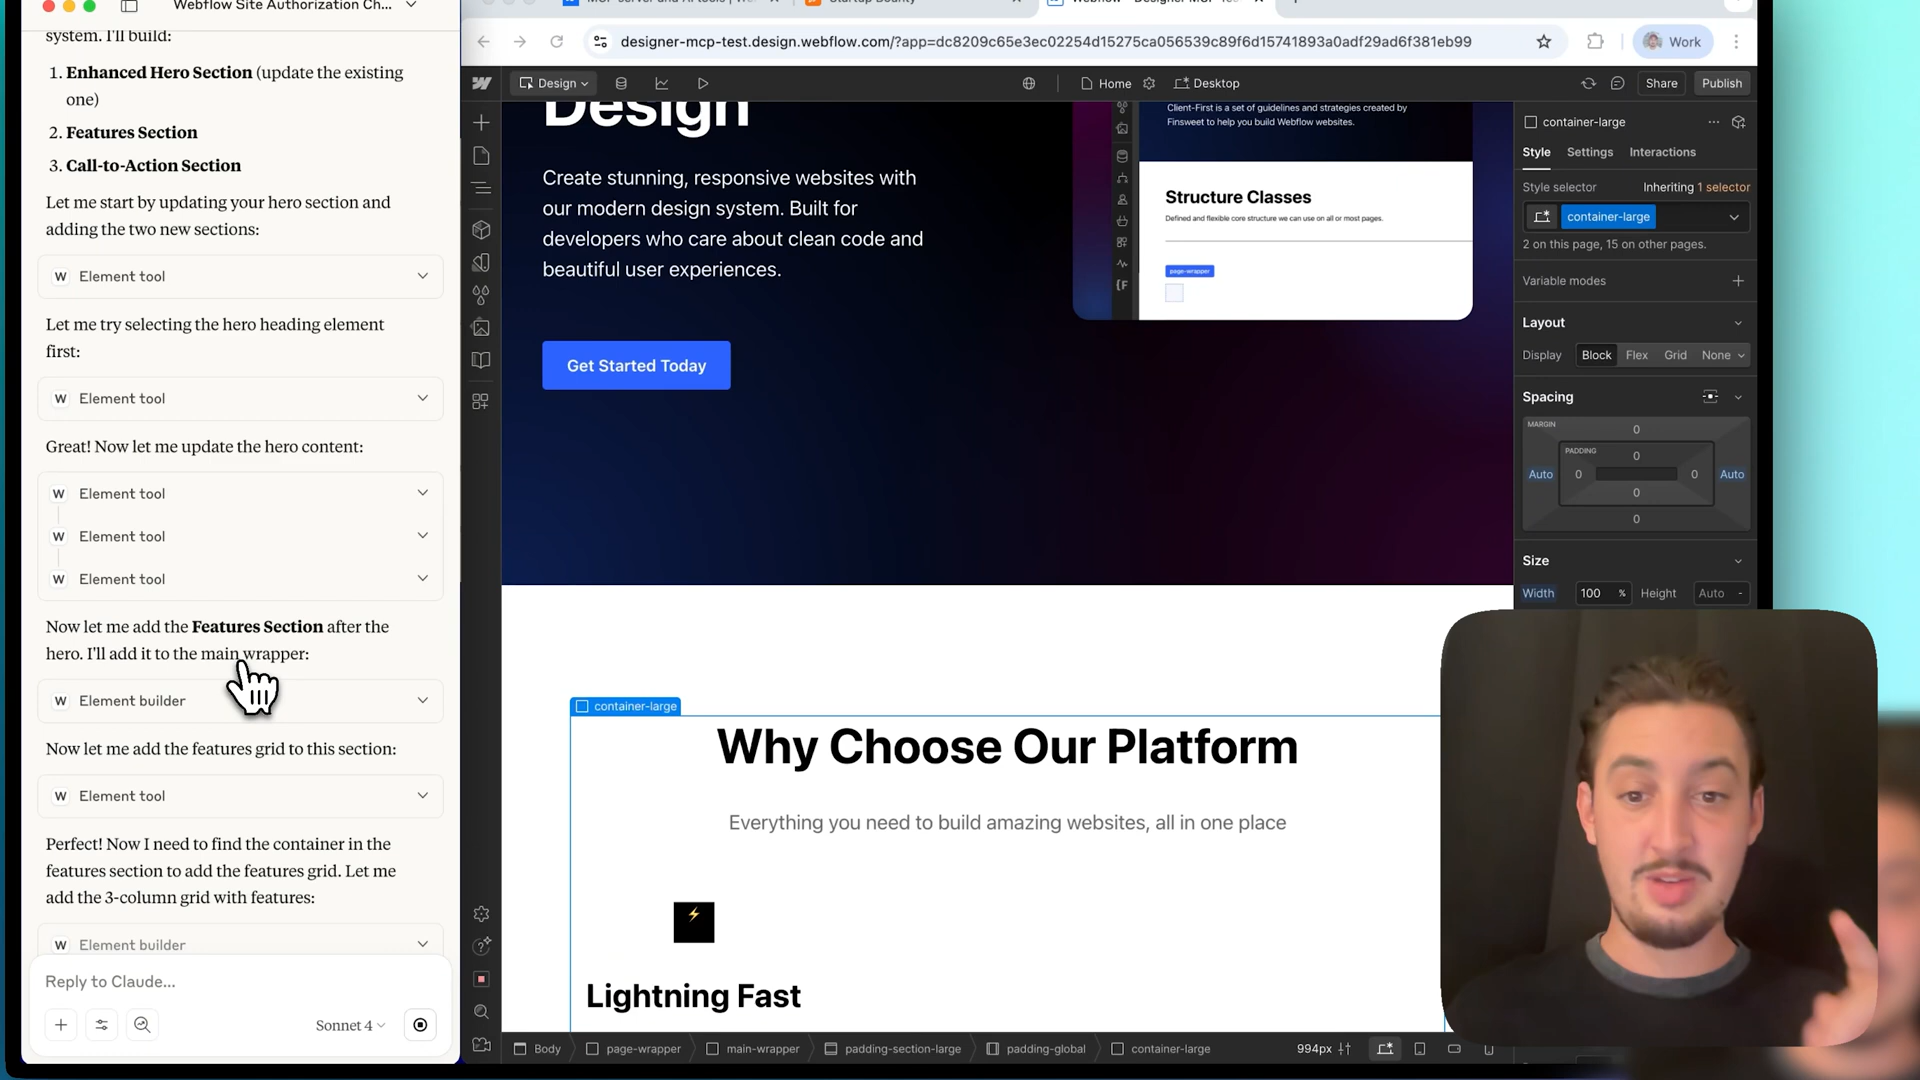 Webflow Site Authorization Ch...
system. I'll build:
1. Enhanced Hero Section (update the existing
one)
2. Features Section
3. Call-to-Action Section
Let me start by updating your hero section and
adding the two new sections:
W Element tool
Let me try selecting the hero heading element
first:
W Element tool
Great! Now let me update the hero content:
W Element tool
W Element tool
W Element tool
Now let me add the Features Section after the
hero. I'll add it to the main wrapper:
W Element builder
Now let me add the features grid to this section:
W Element tool
Perfect! Now I need to find the container in the
features section to add the features grid. Let me
add the 3-column grid with features:
W Element builder
Reply to Claude...
Sonnet 4
designer-mcp-test.design.webflow.com/?app=dc8209c65e3ec02254d15275ca056539c89f6d15741893a0adf29ad6f381eb99
Work
Design
Home
Desktop
Share
Publish
Design
Create stunning, responsive websites with
our modern design system. Built for
developers who care about clean code and
beautiful user experiences.
Get Started Today
Client-First is a set of guidelines and strategies created by
Finsweet to help you build Webflow websites.
Structure Classes
Defined and flexible core structure we can use on all or most pages.
page-wrapper
container-large
Why Choose Our Platform
Everything you need to build amazing websites, all in one place
Lightning Fast
Body
page-wrapper
main-wrapper
padding-section-large
padding-global
container-large
994px
container-large
Style Settings Interactions
Style selector
Inheriting 1 selector
container-large
2 on this page, 15 on other pages.
Variable modes
Layout
Display Block Flex Grid None
Spacing
MARGIN
0
PADDING
0
Auto 0 0 Auto
0
0
Size
Width 100 % Height Auto -